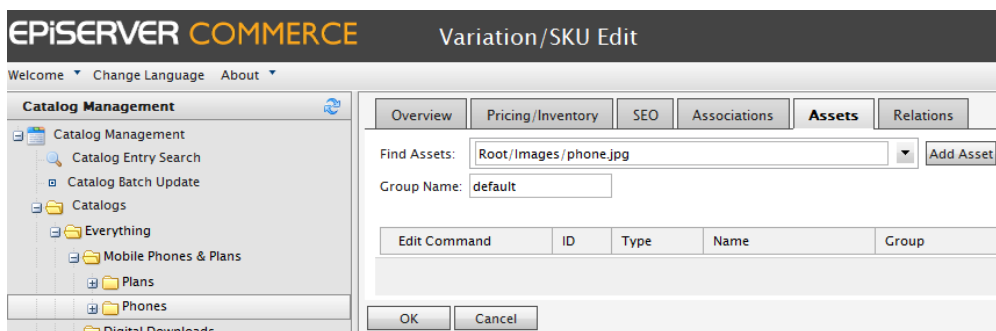 EPiSERVER COMMERCE Variation/SKU Edit
Welcome Change Language About
Catalog Management
Catalog Management
Catalog Entry Search
Catalog Batch Update
Catalogs
Everything
Mobile Phones & Plans
Plans
Phones
Digital Downloads
Overview Pricing/Inventory SEO Associations Assets Relations
Find Assets: Root/Images/phone.jpg Add Asset
Group Name: default
Edit Command ID Type Name Group
OK Cancel